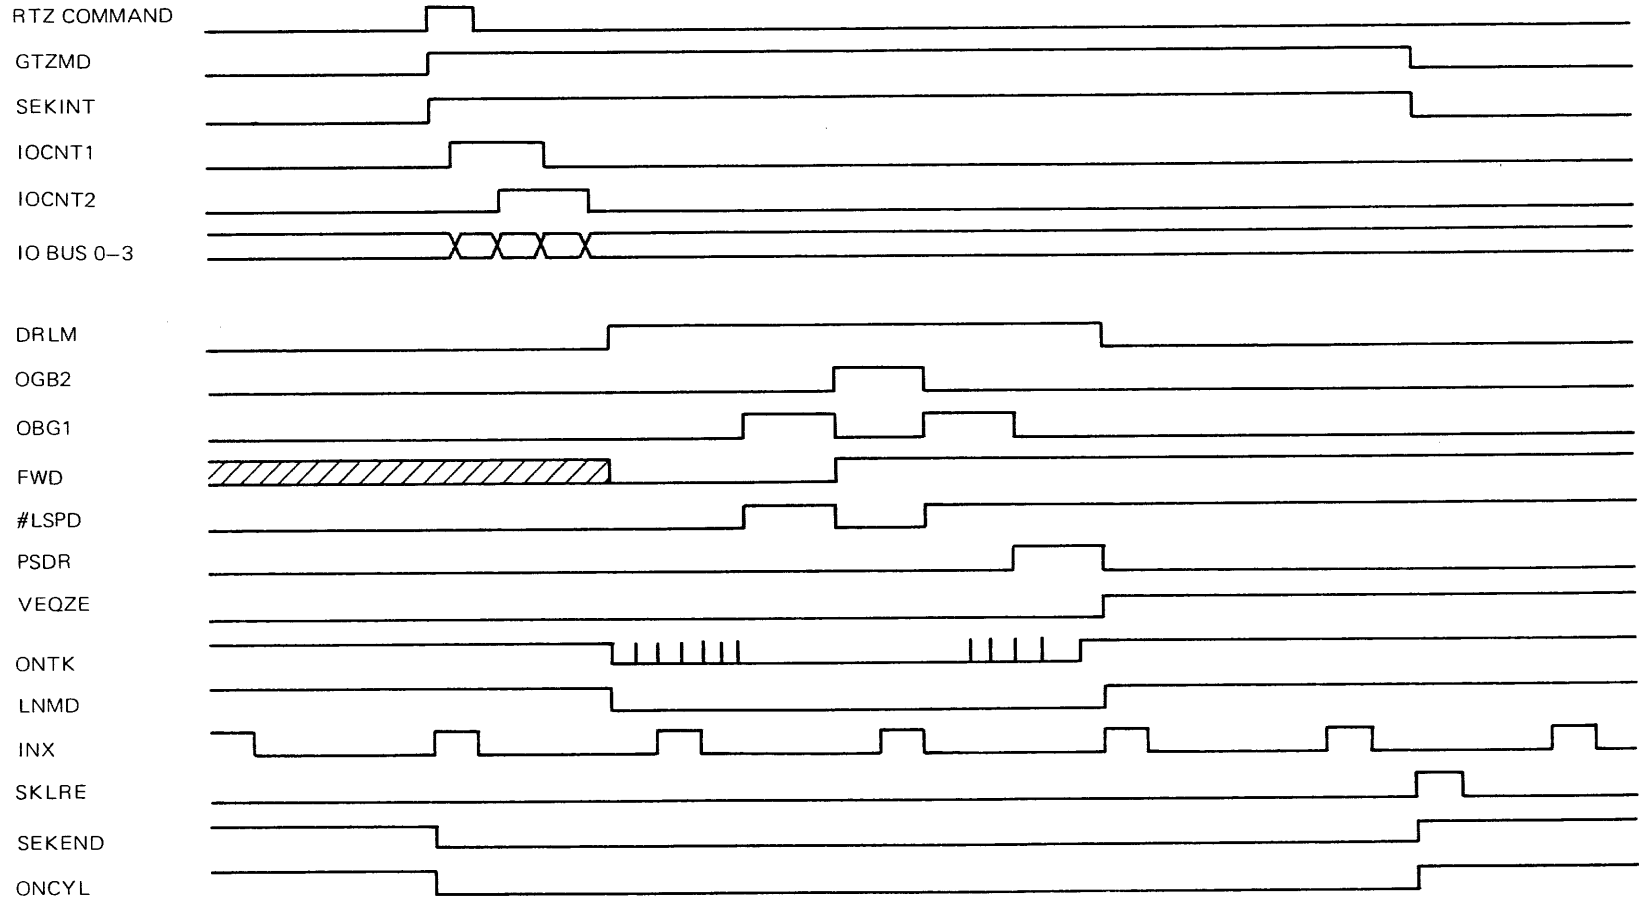 RTZ COMMAND
GTZMD
SEKINT
IOCNT1
IOCNT2
IO BUS 0–3
DRLM
OGB2
OBG1
FWD
#LSPD
PSDR
VEQZE
ONTK
LNMD
INX
SKLRE
SEKEND
ONCYL